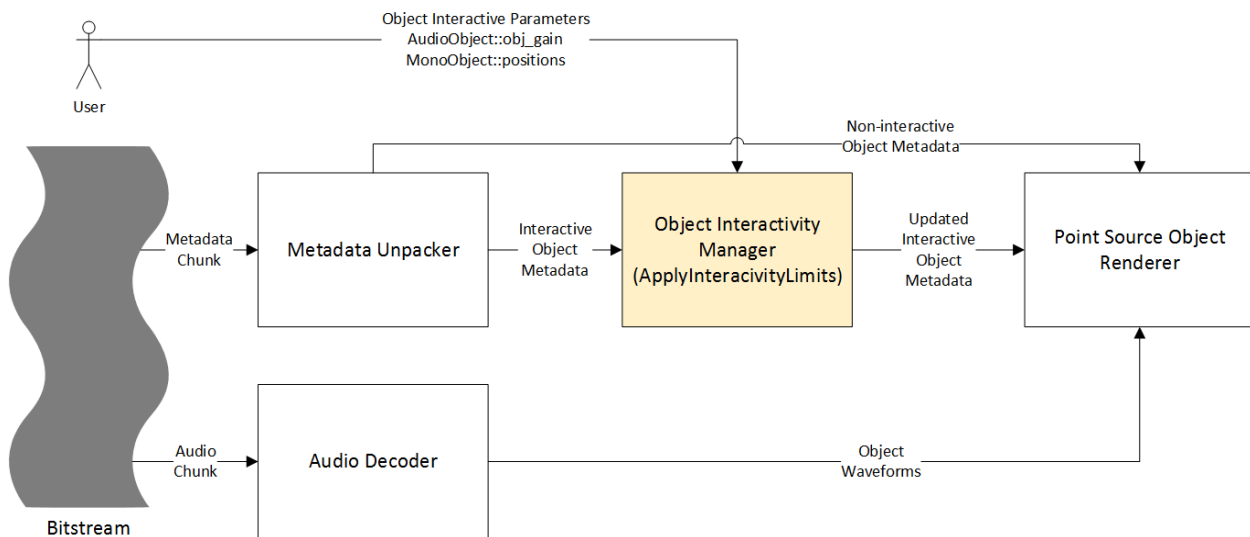 Object Interactive Parameters
AudioObject::obj_gain
MonoObject::positions
User
Non-interactive
Object Metadata
Metadata
Chunk
Metadata Unpacker
Interactive
Object
Metadata
Object Interactivity
Manager
(ApplyInteracivityLimits)
Updated
Interactive
Object
Metadata
Point Source Object
Renderer
Audio
Chunk
Audio Decoder
Object
Waveforms
Bitstream